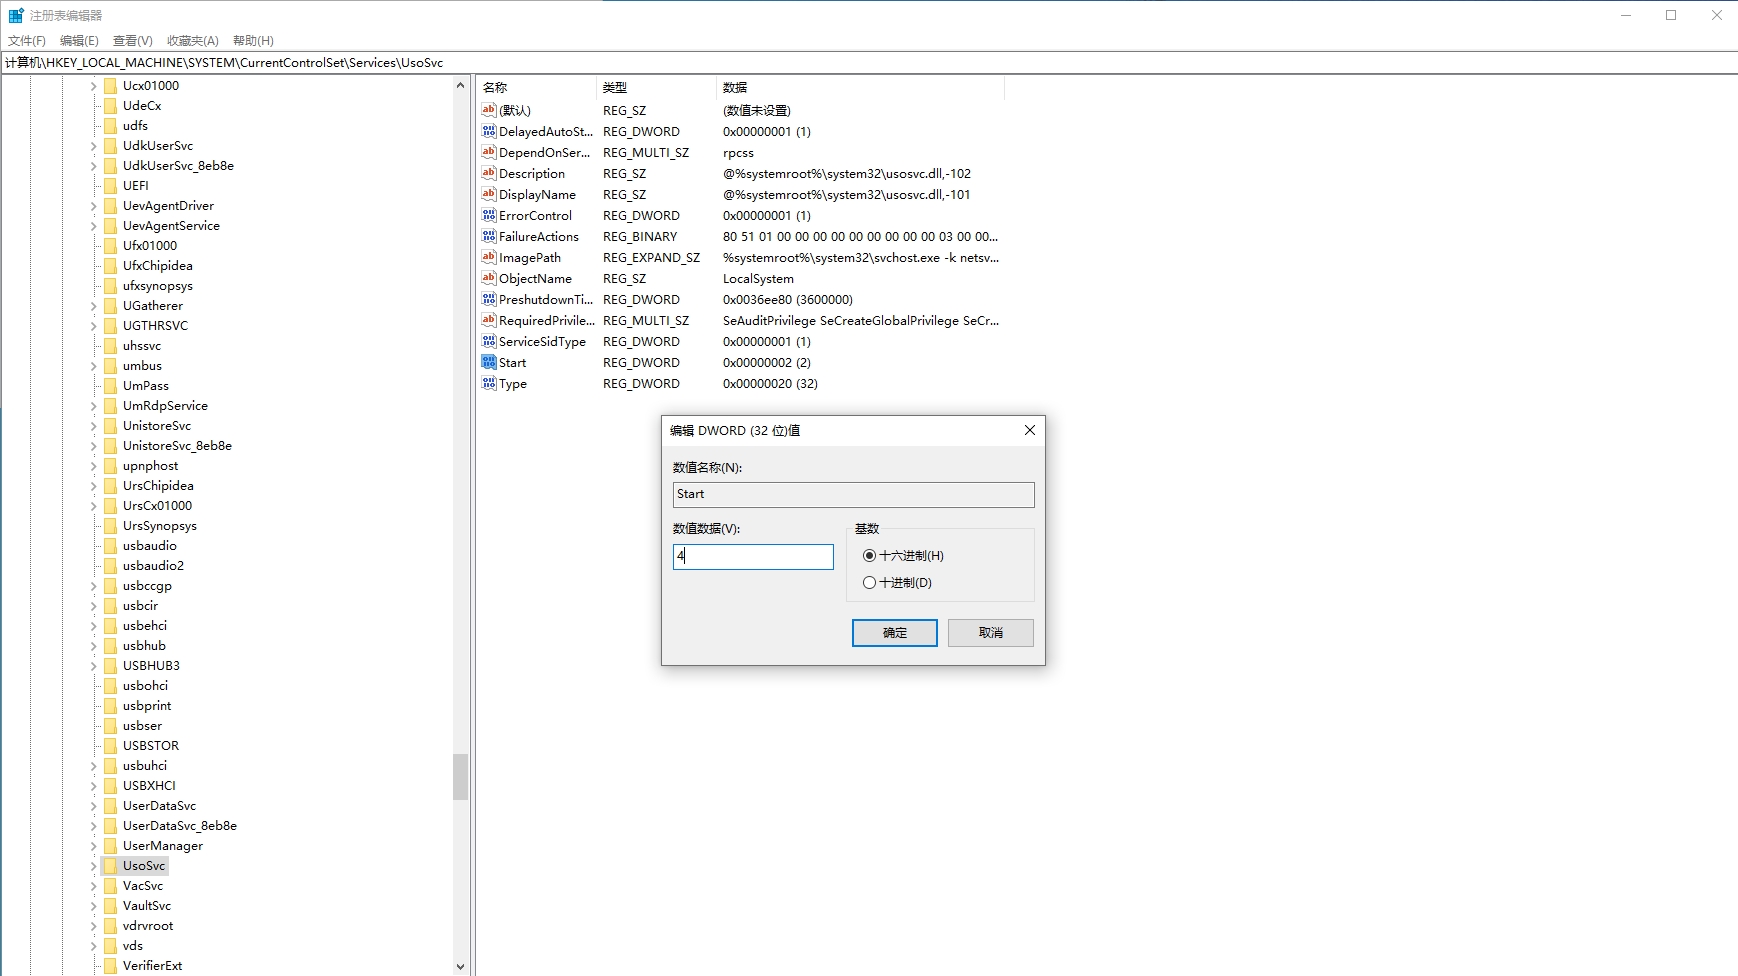 注册表编辑器
文件(F) 编辑(E) 查看(V) 收藏夹(A) 帮助(H)
计算机\HKEY_LOCAL_MACHINE\SYSTEM\CurrentControlSet\Services\UsoSvc
Ucx01000
UdeCx
udfs
UdkUserSvc
UdkUserSvc_8eb8e
UEFI
UevAgentDriver
UevAgentService
Ufx01000
UfxChipidea
ufxsynopsys
UGatherer
UGTHRSVC
uhssvc
umbus
UmPass
UmRdpService
UnistoreSvc
UnistoreSvc_8eb8e
upnphost
UrsChipidea
UrsCx01000
UrsSynopsys
usbaudio
usbaudio2
usbccgp
usbcir
usbehci
usbhub
USBHUB3
usbohci
usbprint
usbser
USBSTOR
usbuhci
USBXHCI
UserDataSvc
UserDataSvc_8eb8e
UserManager
UsoSvc
VacSvc
VaultSvc
vdrvroot
vds
VerifierExt
名称 类型 数据
(默认) REG_SZ (数值未设置)
DelayedAutoSt... REG_DWORD 0x00000001 (1)
DependOnSer... REG_MULTI_SZ rpcss
Description REG_SZ @%systemroot%\system32\usosvc.dll,-102
DisplayName REG_SZ @%systemroot%\system32\usosvc.dll,-101
ErrorControl REG_DWORD 0x00000001 (1)
FailureActions REG_BINARY 80 51 01 00 00 00 00 00 00 00 00 00 03 00 00...
ImagePath REG_EXPAND_SZ %systemroot%\system32\svchost.exe -k netsv...
ObjectName REG_SZ LocalSystem
PreshutdownTi... REG_DWORD 0x0036ee80 (3600000)
RequiredPrivile... REG_MULTI_SZ SeAuditPrivilege SeCreateGlobalPrivilege SeCr...
ServiceSidType REG_DWORD 0x00000001 (1)
Start REG_DWORD 0x00000002 (2)
Type REG_DWORD 0x00000020 (32)
编辑 DWORD (32 位)值
数值名称(N):
Start
数值数据(V):
4
基数
十六进制(H)
十进制(D)
确定 取消